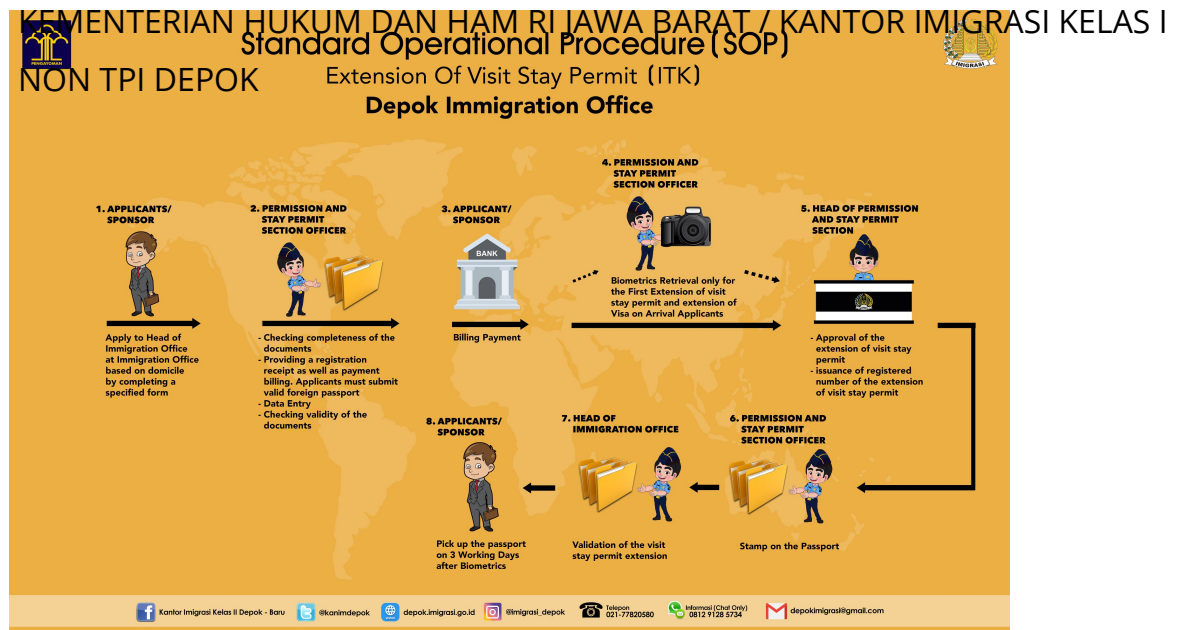 KEMENTERIAN HUKUM DAN HAM RI JAWA BARAT / KANTOR IMIGRASI KELAS I
NON TPI DEPOK
PENGAYOMAN
IMIGRASI
Standard Operational Procedure (SOP)
Extension Of Visit Stay Permit (ITK)
Depok Immigration Office
1. APPLICANTS/
SPONSOR
Apply to Head of
Immigration Office
at Immigration Office
based on domicile
by completing a
specified form
2. PERMISSION AND
STAY PERMIT
SECTION OFFICER
- Checking completeness of the
documents
- Providing a registration
receipt as well as payment
billing. Applicants must submit
valid foreign passport
- Data Entry
- Checking validity of the
documents
3. APPLICANT/
SPONSOR
BANK
Billing Payment
4. PERMISSION AND
STAY PERMIT
SECTION OFFICER
Biometrics Retrieval only for
the First Extension of visit
stay permit and extension of
Visa on Arrival Applicants
5. HEAD OF PERMISSION
AND STAY PERMIT
SECTION
- Approval of the
extension of visit stay
permit
- issuance of registered
number of the extension
of visit stay permit
6. PERMISSION AND
STAY PERMIT
SECTION OFFICER
Stamp on the Passport
7. HEAD OF
IMMIGRATION OFFICE
Validation of the visit
stay permit extension
8. APPLICANTS/
SPONSOR
Pick up the passport
on 3 Working Days
after Biometrics
Kantor Imigrasi Kelas II Depok - Baru
@kanimdepok
depok.imigrasi.go.id
@imigrasi_depok
Telepon
021-77820580
Informasi (Chat Only)
0812 9128 5734
depokimigrasi@gmail.com